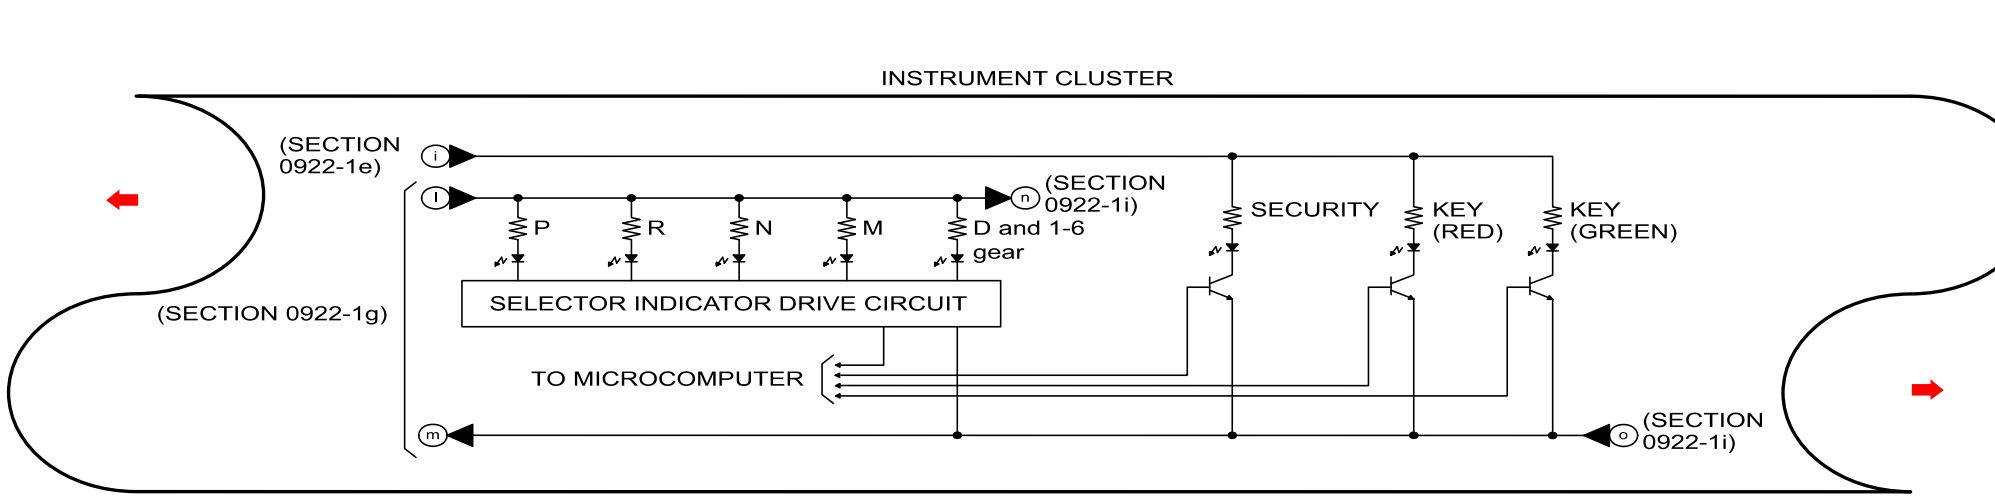 INSTRUMENT CLUSTER
(SECTION
0922-1e)
i
l
n
(SECTION
0922-1i)
P
R
N
M
D and 1-6
gear
SECURITY
KEY
(RED)
KEY
(GREEN)
(SECTION 0922-1g)
SELECTOR INDICATOR DRIVE CIRCUIT
TO MICROCOMPUTER
m
o
(SECTION
0922-1i)